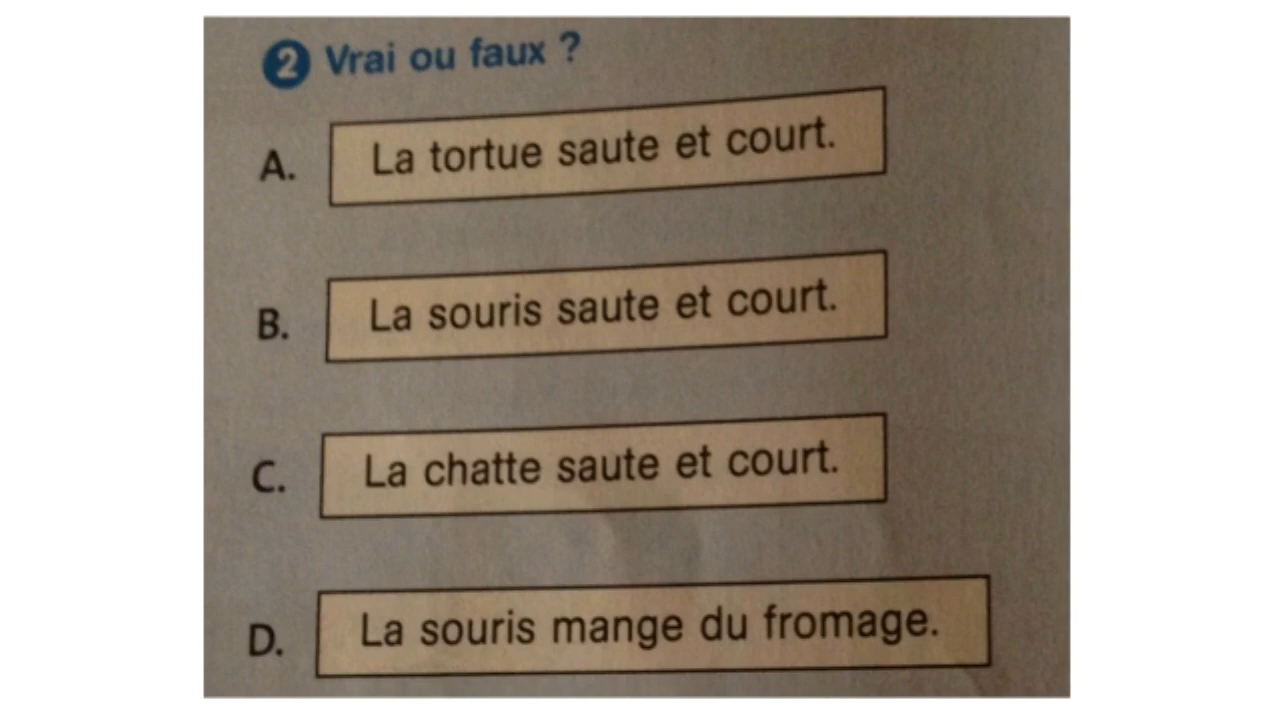 2 Vrai ou faux ?
A. La tortue saute et court.
B. La souris saute et court.
C. La chatte saute et court.
D. La souris mange du fromage.